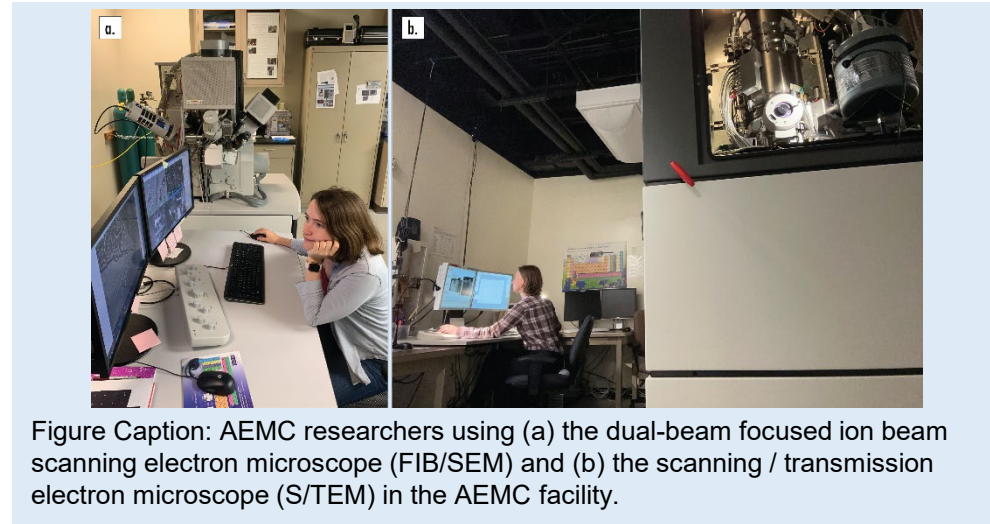 a.
b.
Figure Caption: AEMC researchers using (a) the dual-beam focused ion beam
scanning electron microscope (FIB/SEM) and (b) the scanning / transmission
electron microscope (S/TEM) in the AEMC facility.